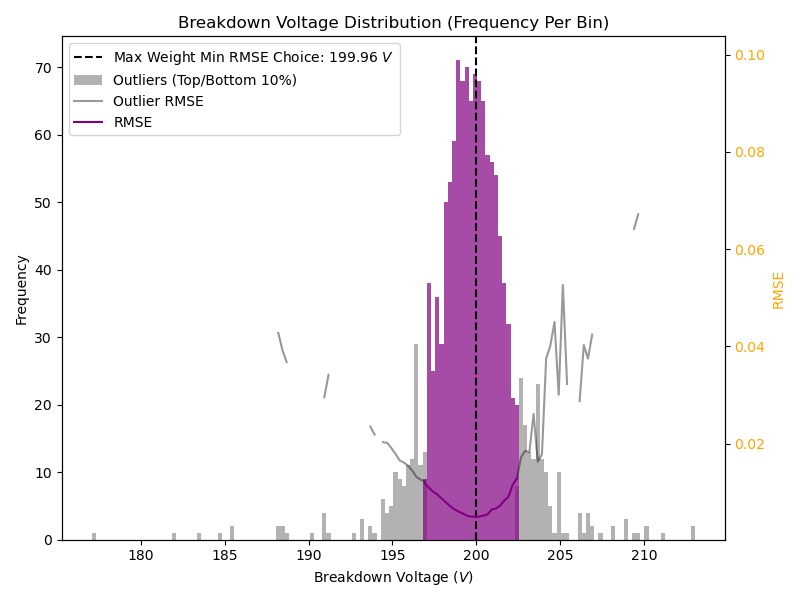 Breakdown Voltage Distribution (Frequency Per Bin)
Max Weight Min RMSE Choice: 199.96 V
Outliers (Top/Bottom 10%)
Outlier RMSE
RMSE
Frequency
0
10
20
30
40
50
60
70
0.10
0.08
0.06
0.04
0.02
RMSE
180
185
190
195
200
205
210
Breakdown Voltage (V)